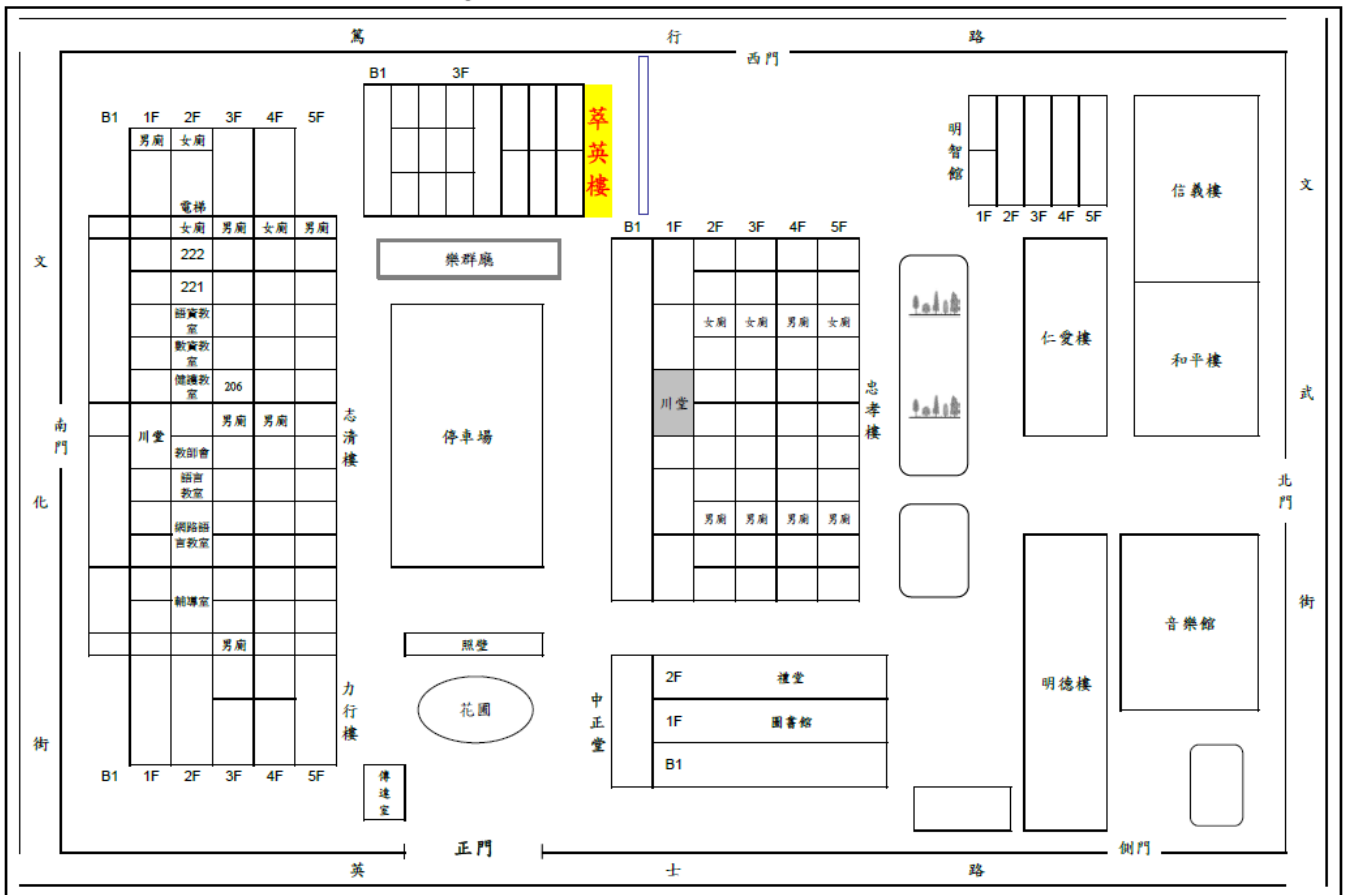 篤 行 路
西門
B1 3F
萃英樓
B1 1F 2F 3F 4F 5F
男廁 女廁
電梯
女廁 男廁 女廁 男廁
222
221
語資教室
數資教室
健護教室 206
男廁 男廁
川堂
教師會
語言教室
網路語言教室
輔導室
男廁
B1 1F 2F 3F 4F 5F
志清樓
力行樓
文 化 街
南門
樂群廳
停車場
照壁
花圃
傳達室
B1 1F 2F 3F 4F 5F
女廁 女廁 男廁 女廁
川堂
男廁 男廁 男廁 男廁
忠孝樓
中正堂
2F 禮堂
1F 圖書館
B1
明智館
1F 2F 3F 4F 5F
信義樓
仁愛樓
和平樓
明德樓
音樂館
文 武 街
北門
正門
側門
英 士 路